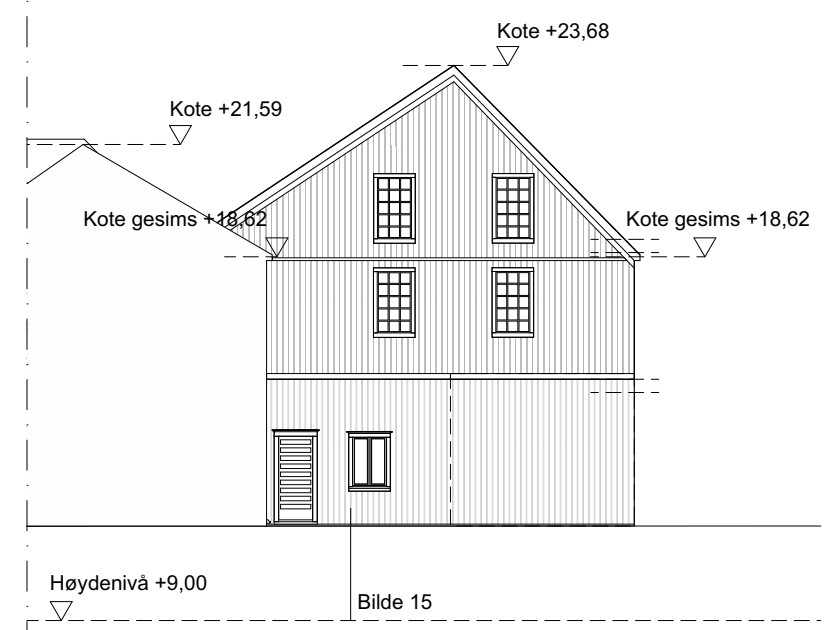 Kote +23,68
Kote +21,59
Kote gesims +18,62
Kote gesims +18,62
Høydenivå +9,00
Bilde 15